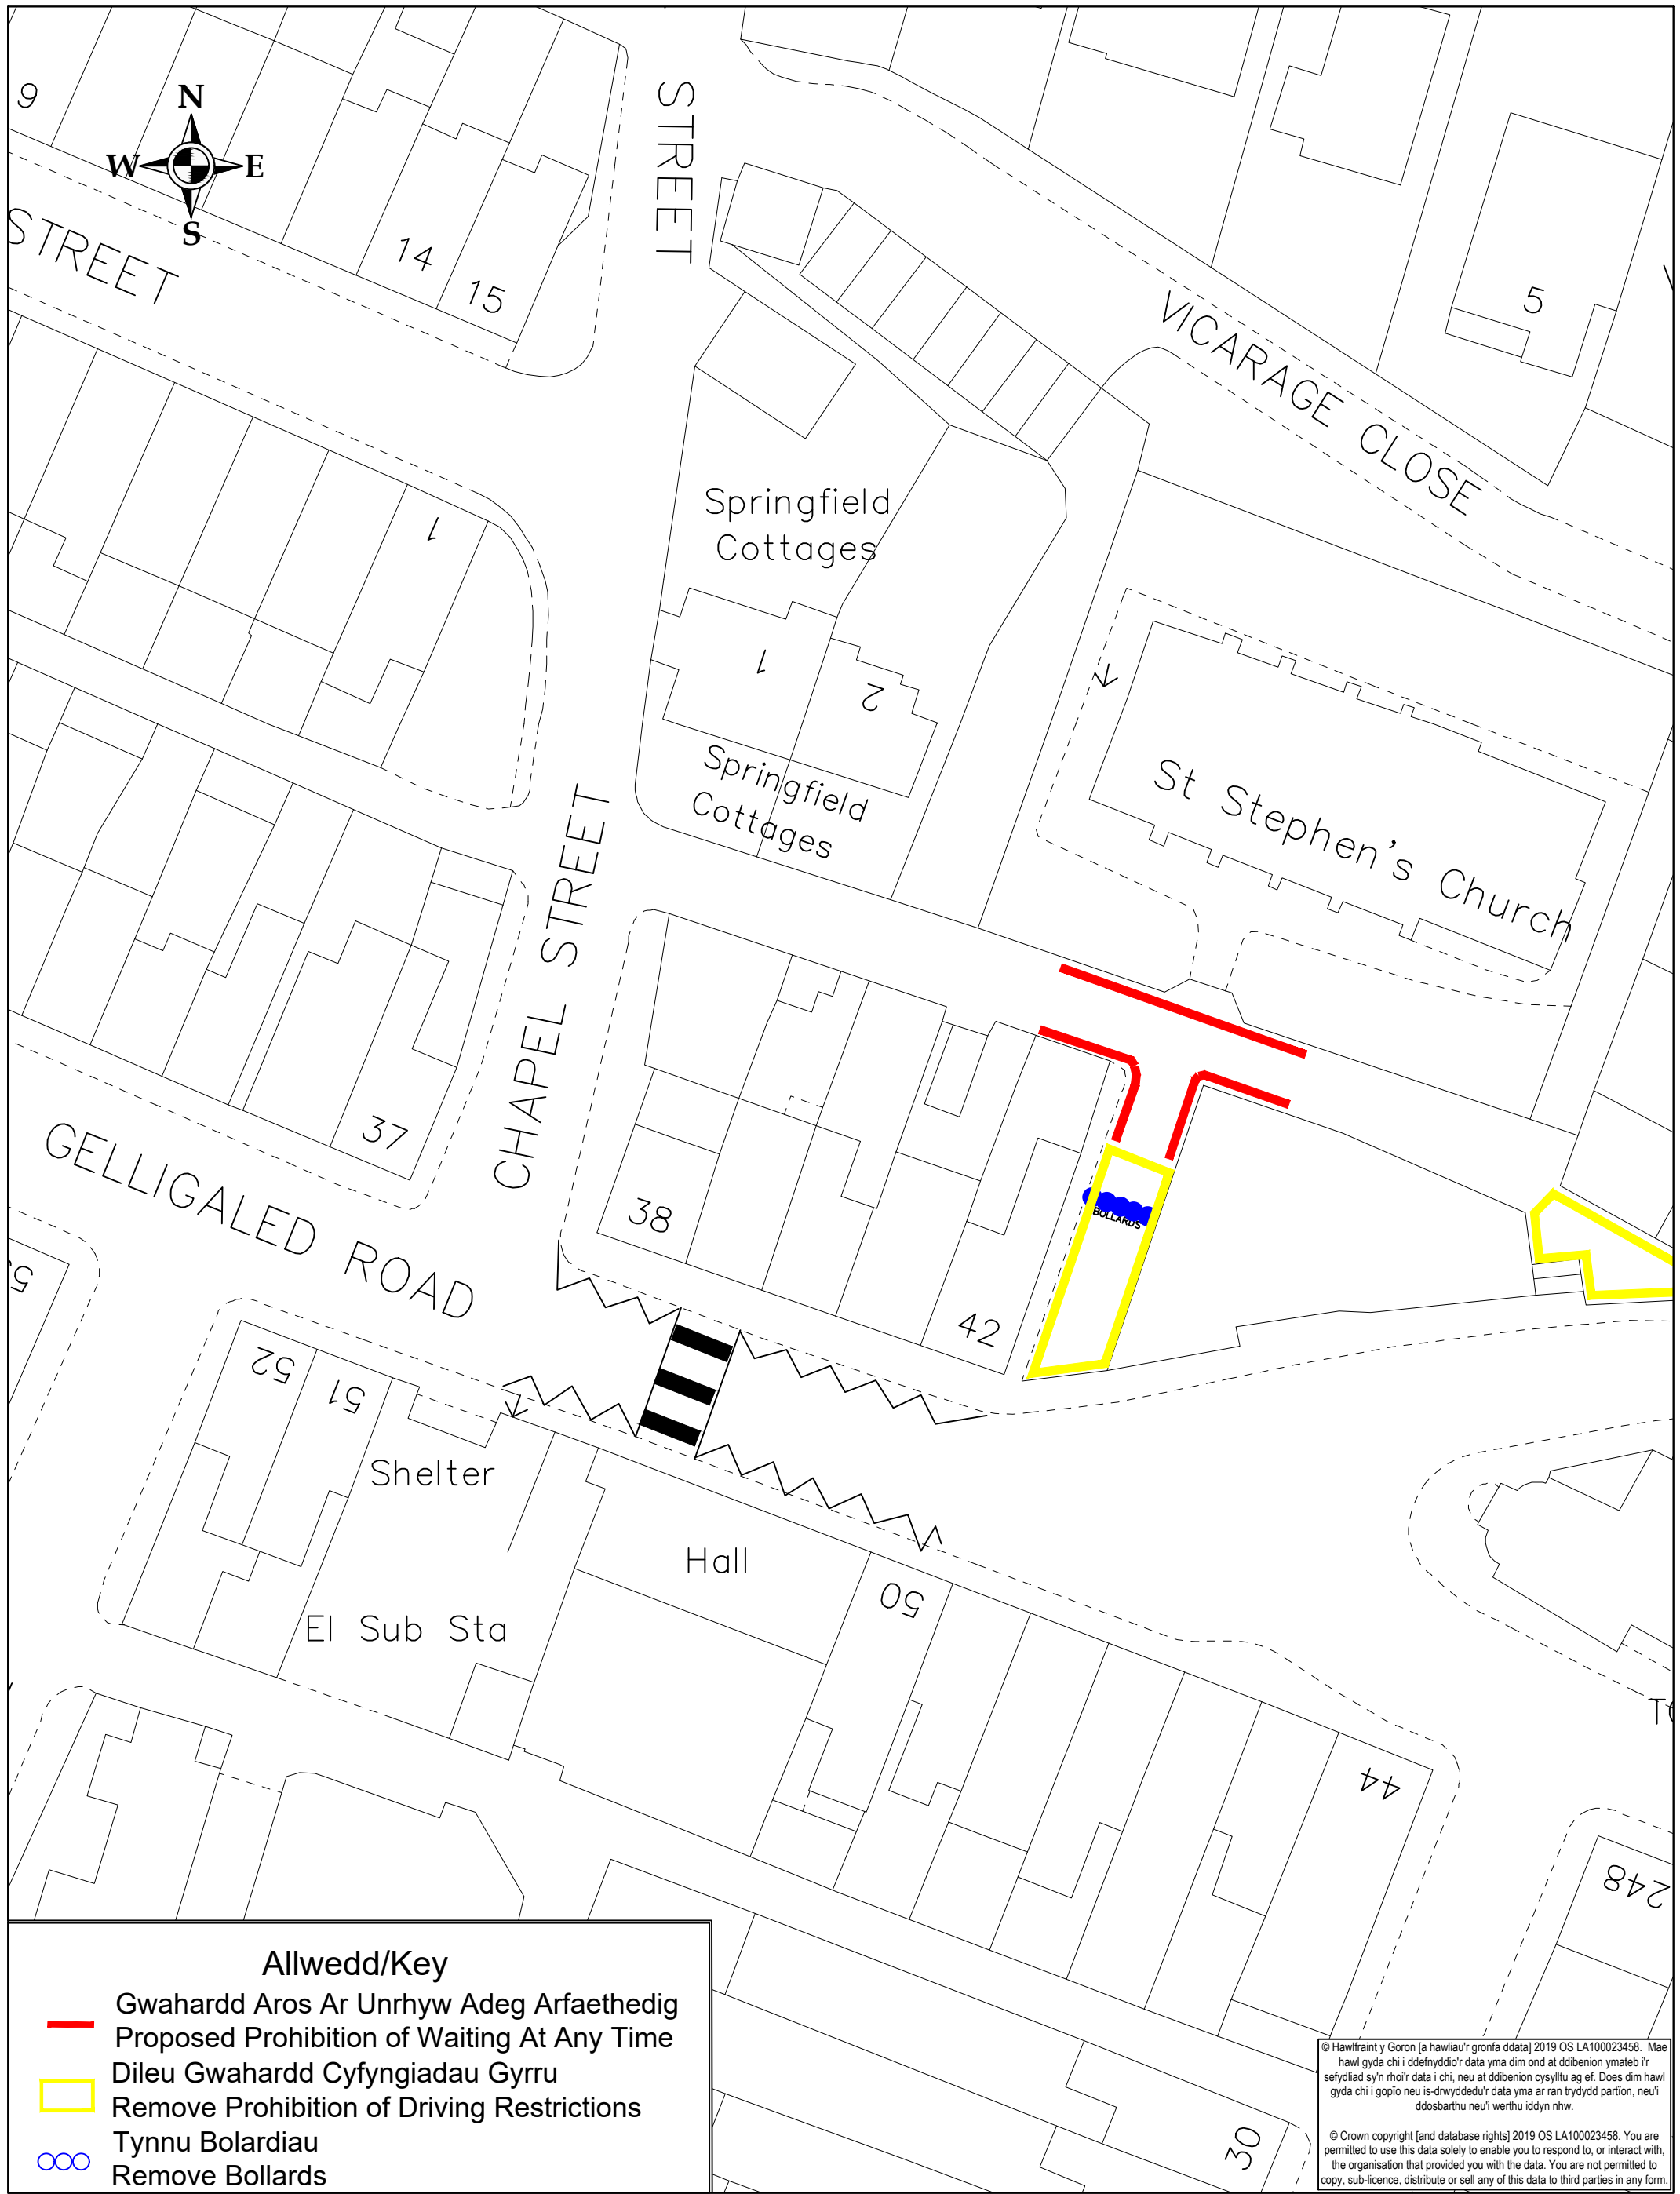 9
N
W E
S
STREET
14
15
STREET
VICARAGE CLOSE
5
1
Springfield
Cottages
1
2
Springfield
Cottages
St Stephen's Church
CHAPEL STREET
37
GELLIGALED ROAD
38
42
BOLLARDS
52
51
Shelter
Hall
50
El Sub Sta
44
248
30
Allwedd/Key
Gwahardd Aros Ar Unrhyw Adeg Arfaethedig
Proposed Prohibition of Waiting At Any Time
Dileu Gwahardd Cyfyngiadau Gyrru
Remove Prohibition of Driving Restrictions
Tynnu Bolardiau
Remove Bollards
© Hawlfraint y Goron [a hawliau'r gronfa ddata] 2019 OS LA100023458. Mae
hawl gyda chi i ddefnyddio'r data yma dim ond at ddibenion ymateb i'r
sefydliad sy'n rhoi'r data i chi, neu at ddibenion cysylltu ag ef. Does dim hawl
gyda chi i gopïo neu is-drwyddedu'r data yma ar ran trydydd partïon, neu'i
ddosbarthu neu'i werthu iddyn nhw.
© Crown copyright [and database rights] 2019 OS LA100023458. You are
permitted to use this data solely to enable you to respond to, or interact with,
the organisation that provided you with the data. You are not permitted to
copy, sub-licence, distribute or sell any of this data to third parties in any form.